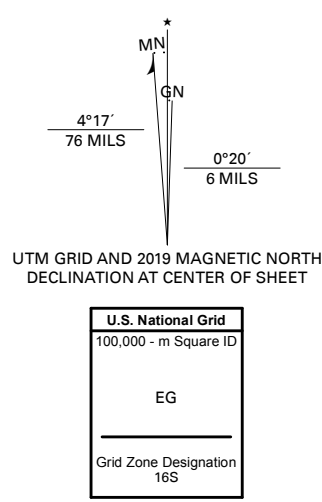 MN
GN
4°17´
76 MILS
0°20´
6 MILS
UTM GRID AND 2019 MAGNETIC NORTH
DECLINATION AT CENTER OF SHEET
U.S. National Grid
100,000 - m Square ID
EG
Grid Zone Designation
16S